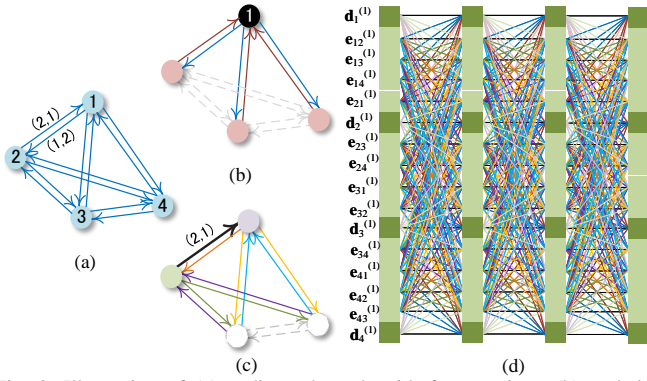 1
(2,1)
(1,2)
1
2
3
4
(a)
(b)
(2,1)
(c)
d₁⁽¹⁾
e₁₂⁽¹⁾
e₁₃⁽¹⁾
e₁₄⁽¹⁾
e₂₁⁽¹⁾
d₂⁽¹⁾
e₂₃⁽¹⁾
e₂₄⁽¹⁾
e₃₁⁽¹⁾
e₃₂⁽¹⁾
d₃⁽¹⁾
e₃₄⁽¹⁾
e₄₁⁽¹⁾
e₄₂⁽¹⁾
e₄₃⁽¹⁾
d₄⁽¹⁾
(d)